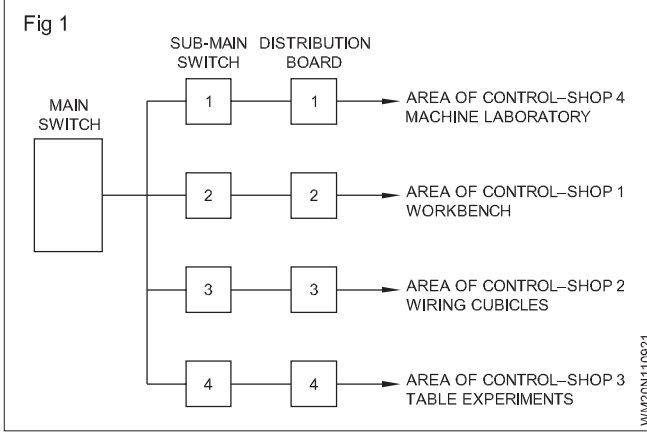 Fig 1
SUB-MAIN SWITCH
DISTRIBUTION BOARD
MAIN SWITCH
1
1
AREA OF CONTROL–SHOP 4
MACHINE LABORATORY
2
2
AREA OF CONTROL–SHOP 1
WORKBENCH
3
3
AREA OF CONTROL–SHOP 2
WIRING CUBICLES
4
4
AREA OF CONTROL–SHOP 3
TABLE EXPERIMENTS
WM20N110921